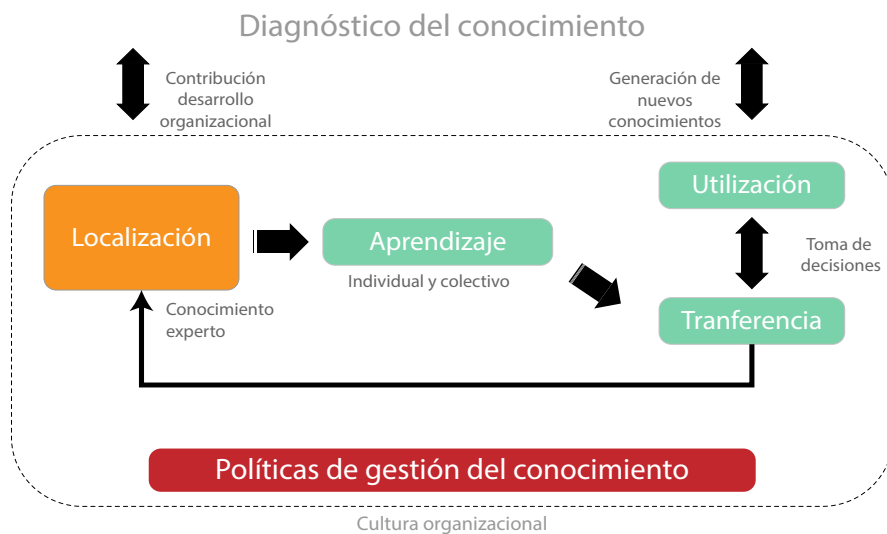 Diagnóstico del conocimiento
Contribución
desarrollo
organizacional
Generación de
nuevos
conocimientos
Utilización
Localización
Aprendizaje
Individual y colectivo
Toma de
decisiones
Conocimiento
experto
Tranferencia
Políticas de gestión del conocimiento
Cultura organizacional